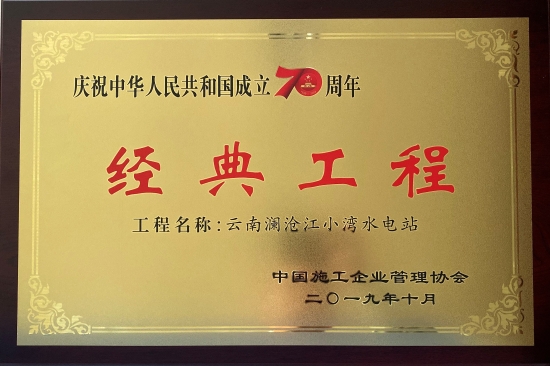 庆祝中华人民共和国成立70周年
经典工程
工程名称:云南澜沧江小湾水电站
中国施工企业管理协会
二〇一九年十月